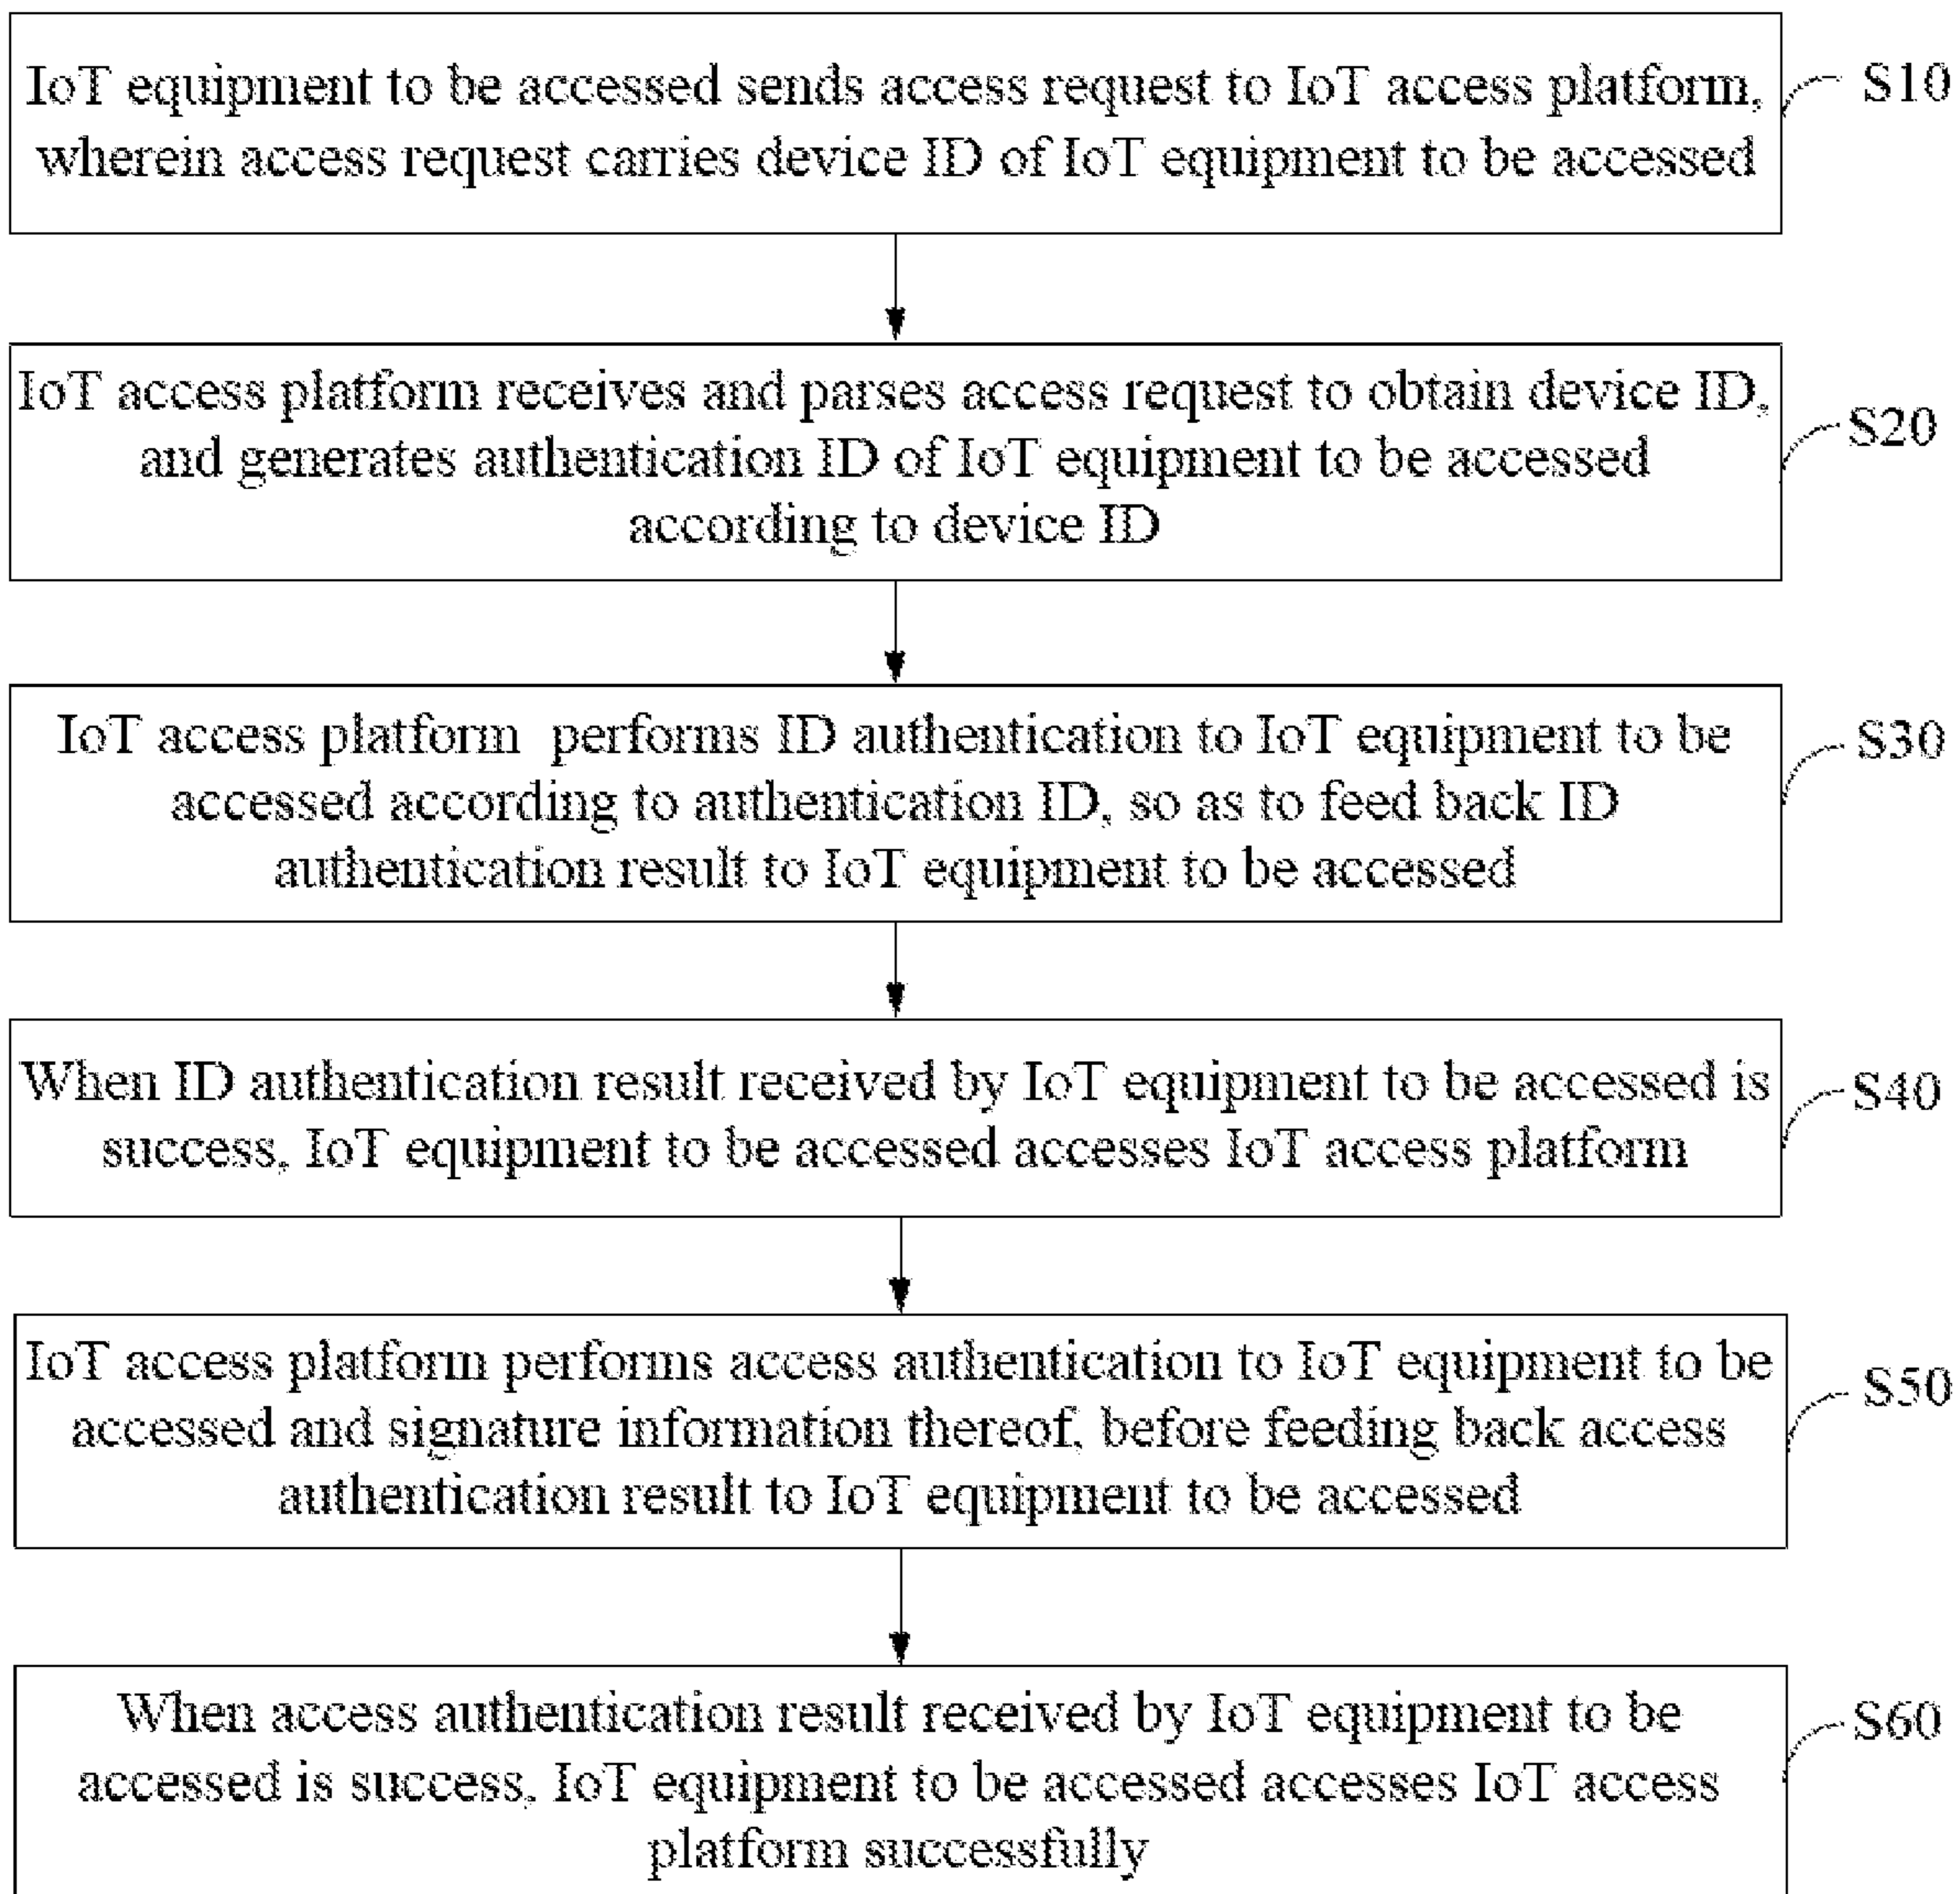 IoT equipment to be accessed sends access request to IoT access platform,
wherein access request carries device ID of IoT equipment to be accessed
S10
IoT access platform receives and parses access request to obtain device ID,
and generates authentication ID of IoT equipment to be accessed
according to device ID
S20
IoT access platform performs ID authentication to IoT equipment to be
accessed according to authentication ID, so as to feed back ID
authentication result to IoT equipment to be accessed
S30
When ID authentication result received by IoT equipment to be accessed is
success, IoT equipment to be accessed accesses IoT access platform
S40
IoT access platform performs access authentication to IoT equipment to be
accessed and signature information thereof, before feeding back access
authentication result to IoT equipment to be accessed
S50
When access authentication result received by IoT equipment to be
accessed is success, IoT equipment to be accessed accesses IoT access
platform successfully
S60